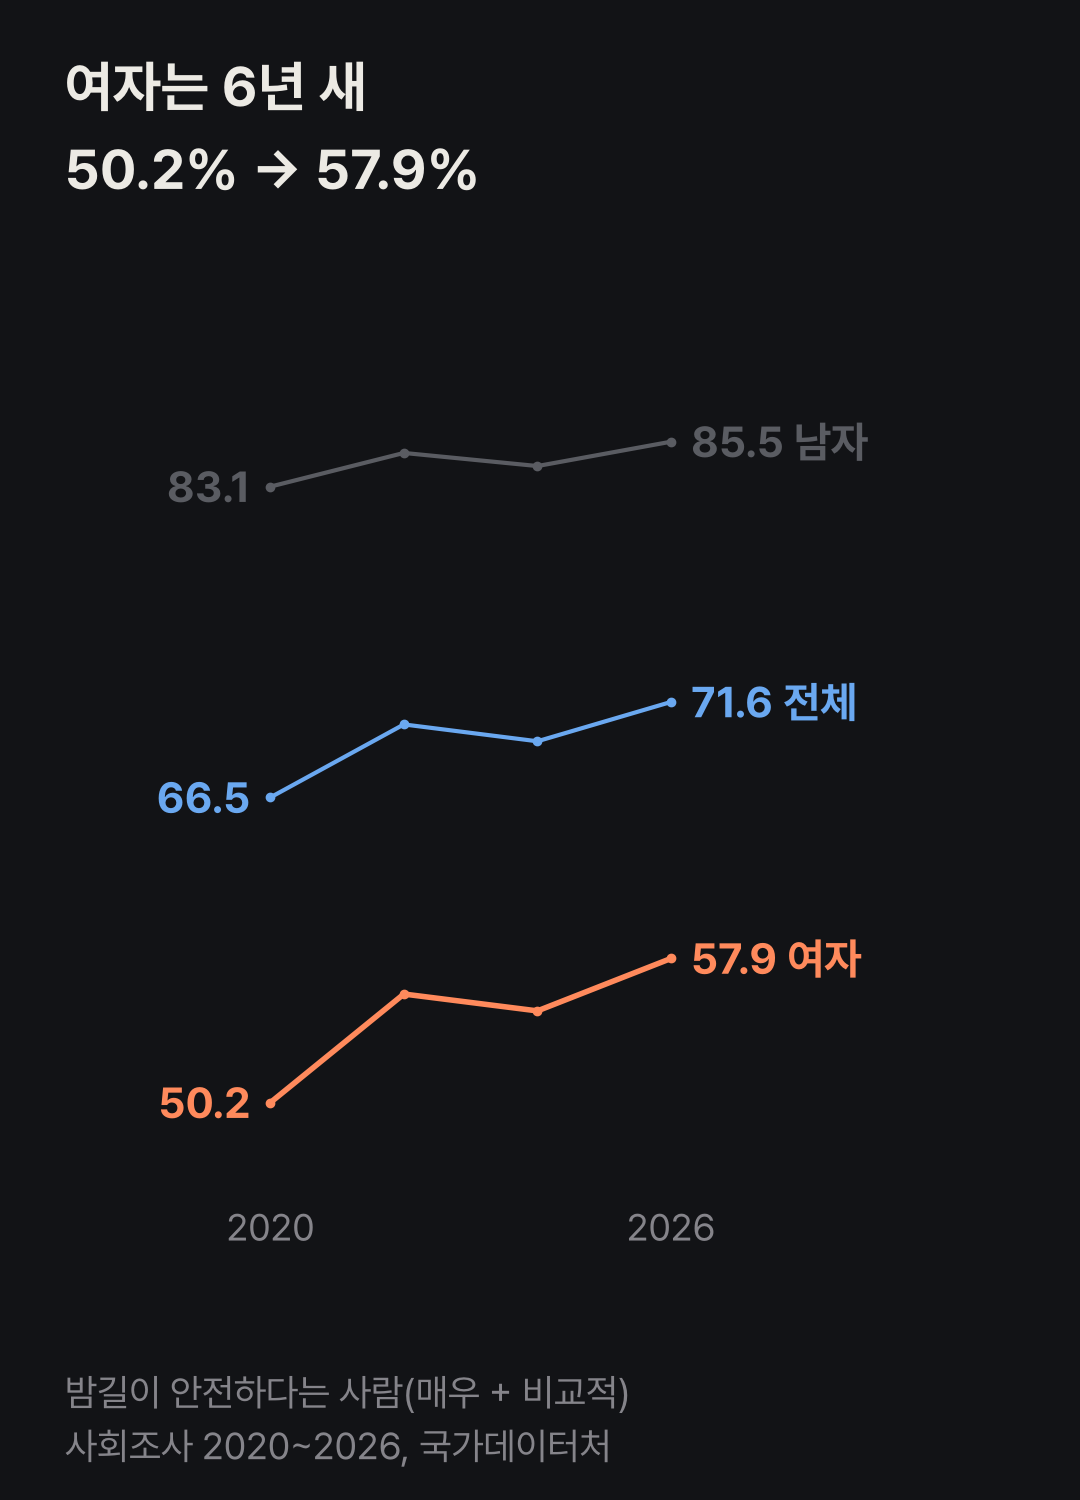 여자는 6년 새
50.2% → 57.9%
85.5 남자
83.1
71.6 전체
66.5
57.9 여자
50.2
2020 2026
밤길이 안전하다는 사람(매우 + 비교적)
사회조사 2020~2026, 국가데이터처